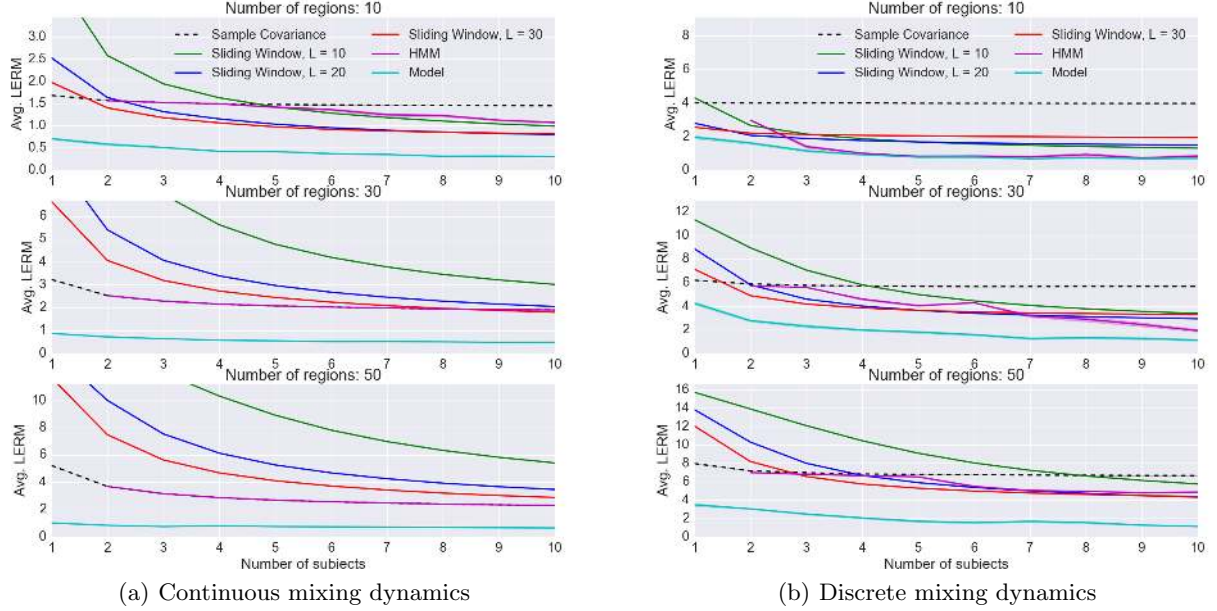 Number of regions: 10
3.0
2.5
2.0
1.5
1.0
0.5
0.0
Avg. LERM
Sample Covariance
Sliding Window, L = 10
Sliding Window, L = 20
Sliding Window, L = 30
HMM
Model
1 2 3 4 5 6 7 8 9 10
Number of regions: 30
6
5
4
3
2
1
0
Avg. LERM
1 2 3 4 5 6 7 8 9 10
Number of regions: 50
10
8
6
4
2
0
Avg. LERM
1 2 3 4 5 6 7 8 9 10
Number of subjects
(a) Continuous mixing dynamics
Number of regions: 10
8
6
4
2
0
Avg. LERM
Sample Covariance
Sliding Window, L = 10
Sliding Window, L = 20
Sliding Window, L = 30
HMM
Model
1 2 3 4 5 6 7 8 9 10
Number of regions: 30
12
10
8
6
4
2
0
Avg. LERM
1 2 3 4 5 6 7 8 9 10
Number of regions: 50
16
14
12
10
8
6
4
2
0
Avg. LERM
1 2 3 4 5 6 7 8 9 10
Number of subjects
(b) Discrete mixing dynamics